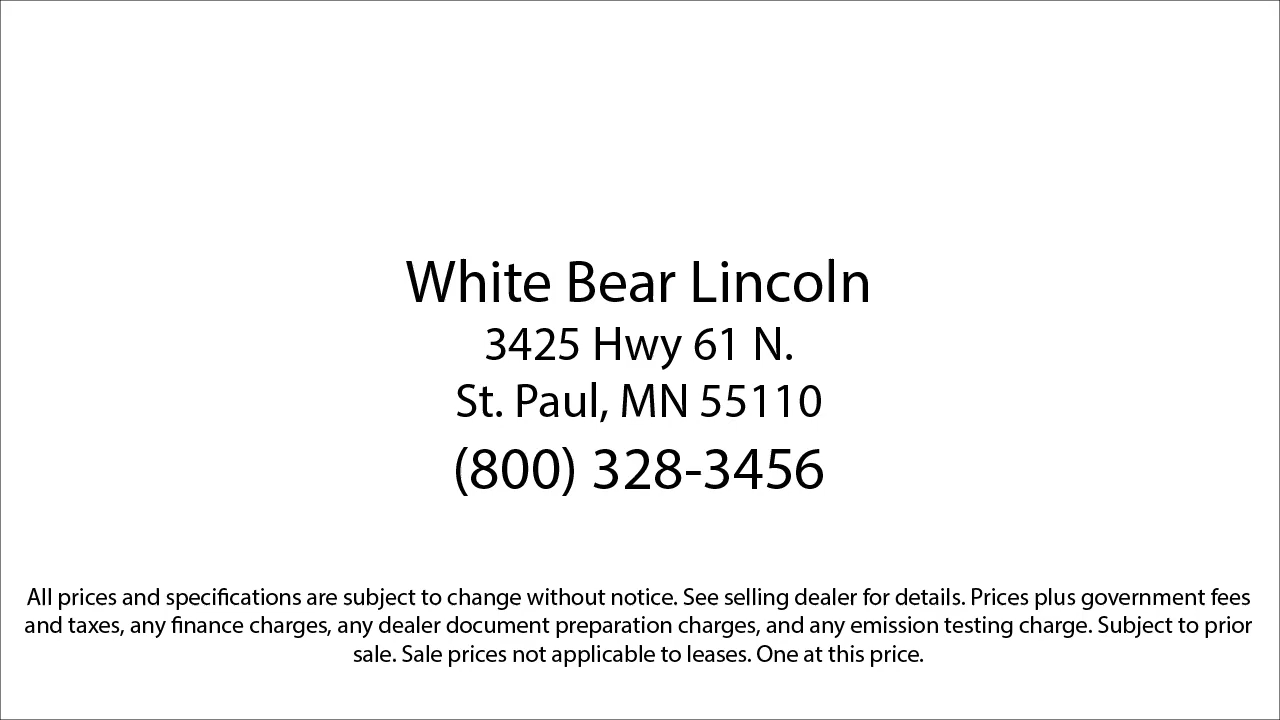 White Bear Lincoln
3425 Hwy 61 N.
St. Paul, MN 55110
(800) 328-3456
All prices and specifications are subject to change without notice. See selling dealer for details. Prices plus government fees
and taxes, any finance charges, any dealer document preparation charges, and any emission testing charge. Subject to prior
sale. Sale prices not applicable to leases. One at this price.